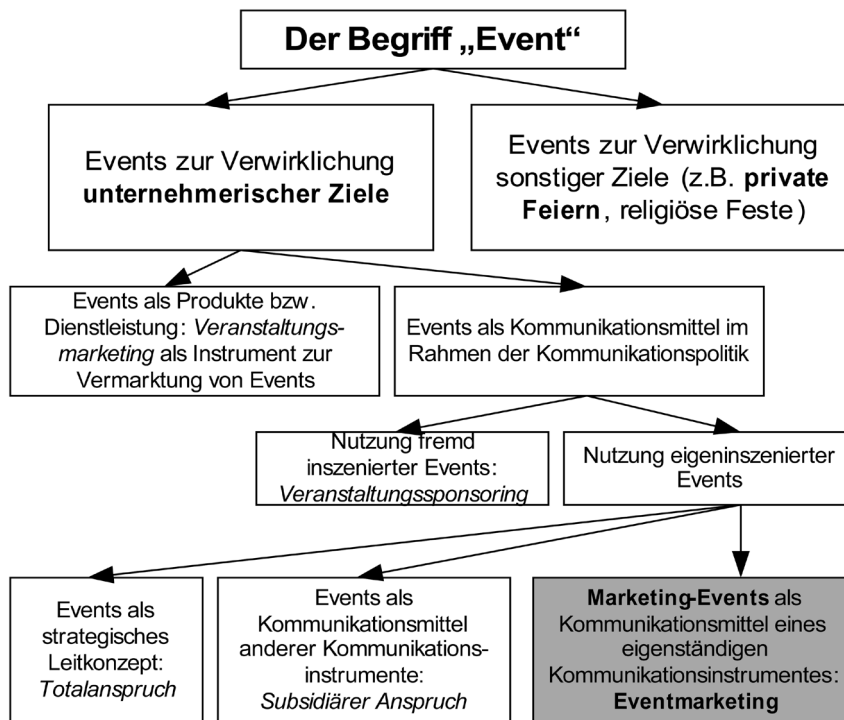 Der Begriff „Event“
Events zur Verwirklichung
unternehmerischer Ziele
Events zur Verwirklichung
sonstiger Ziele (z.B. private
Feiern, religiöse Feste)
Events als Produkte bzw.
Dienstleistung: Veranstaltungs-
marketing als Instrument zur
Vermarktung von Events
Events als Kommunikationsmittel im
Rahmen der Kommunikationspolitik
Nutzung fremd
inszenierter Events:
Veranstaltungssponsoring
Nutzung eigeninszenierter
Events
Events als
strategisches
Leitkonzept:
Totalanspruch
Events als
Kommunikationsmittel
anderer Kommunikations-
instrumente:
Subsidiärer Anspruch
Marketing-Events als
Kommunikationsmittel eines
eigenständigen
Kommunikationsinstrumentes:
Eventmarketing